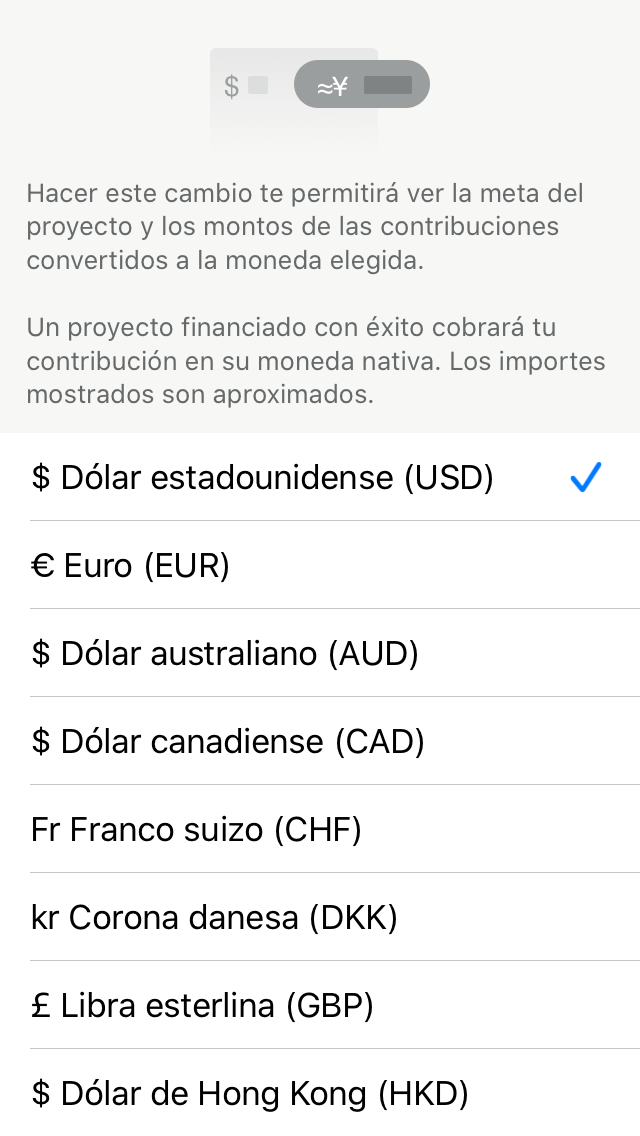 $ ≈¥
Hacer este cambio te permitirá ver la meta del
proyecto y los montos de las contribuciones
convertidos a la moneda elegida.
Un proyecto financiado con éxito cobrará tu
contribución en su moneda nativa. Los importes
mostrados son aproximados.
$ Dólar estadounidense (USD)
€ Euro (EUR)
$ Dólar australiano (AUD)
$ Dólar canadiense (CAD)
Fr Franco suizo (CHF)
kr Corona danesa (DKK)
£ Libra esterlina (GBP)
$ Dólar de Hong Kong (HKD)